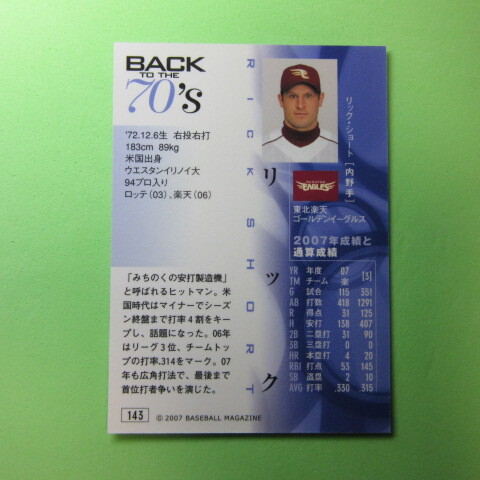 BACK
TO THE
'70's
RICK SHORT
リック
リック・ショート [内野手]
'72.12.6生 右投右打
183cm 89kg
米国出身
ウエスタンイリノイ大
94プロ入り
ロッテ (03)、楽天 (06)
EAGLES
東北楽天
ゴールデンイーグルス
「みちのくの安打製造機」
と呼ばれるヒットマン。米
国時代はマイナーでシーズ
ン終盤まで打率4割をキー
プし、話題になった。06年
はリーグ3位、チームトッ
プの打率.314をマーク。07
年も広角打法で、最後まで
首位打者争いを演じた。
2007年成績と
通算成績
YR 年度 07 [3]
TM チーム 楽
G 試合 115 351
AB 打数 418 1291
R 得点 31 125
H 安打 138 407
2B 二塁打 31 90
3B 三塁打 0 0
HR 本塁打 4 20
RBI 打点 53 145
SB 盗塁 2 10
AVG 打率 .330 .315
143
© 2007 BASEBALL MAGAZINE